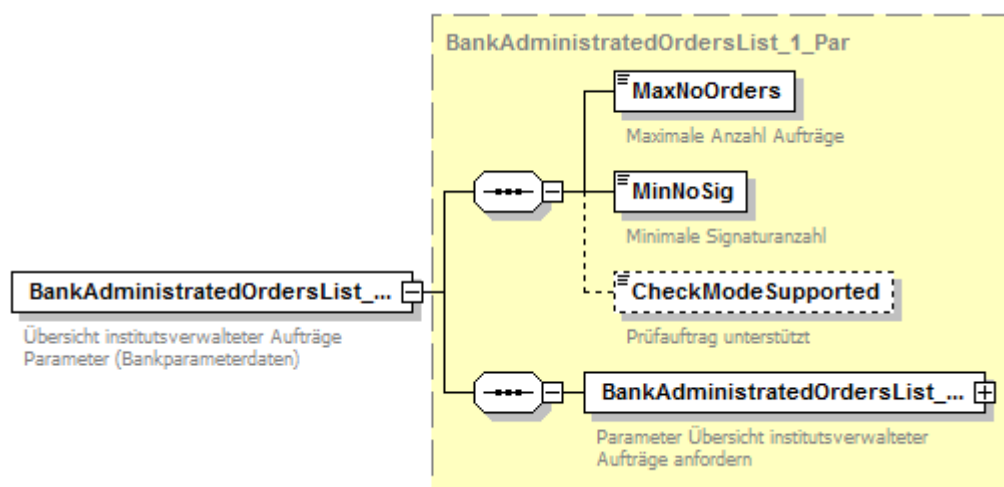 BankAdministratedOrdersList_1_Par
MaxNoOrders
Maximale Anzahl Aufträge
MinNoSig
Minimale Signaturanzahl
CheckModeSupported
Prüfauftrag unterstützt
BankAdministratedOrdersList_...
Übersicht institutsverwalteter Aufträge
Parameter (Bankparameterdaten)
BankAdministratedOrdersList_...
Parameter Übersicht institutsverwalteter
Aufträge anfordern